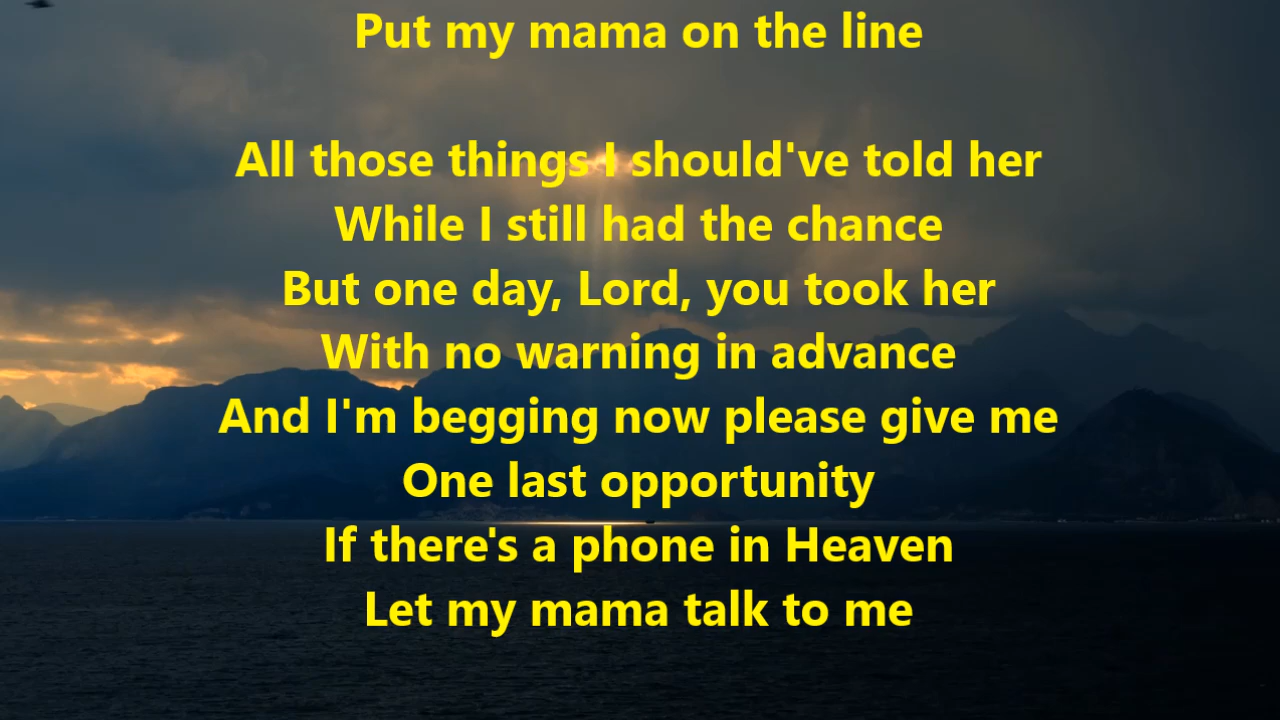 Put my mama on the line
All those things I should've told her
While I still had the chance
But one day, Lord, you took her
With no warning in advance
And I'm begging now please give me
One last opportunity
If there's a phone in Heaven
Let my mama talk to me